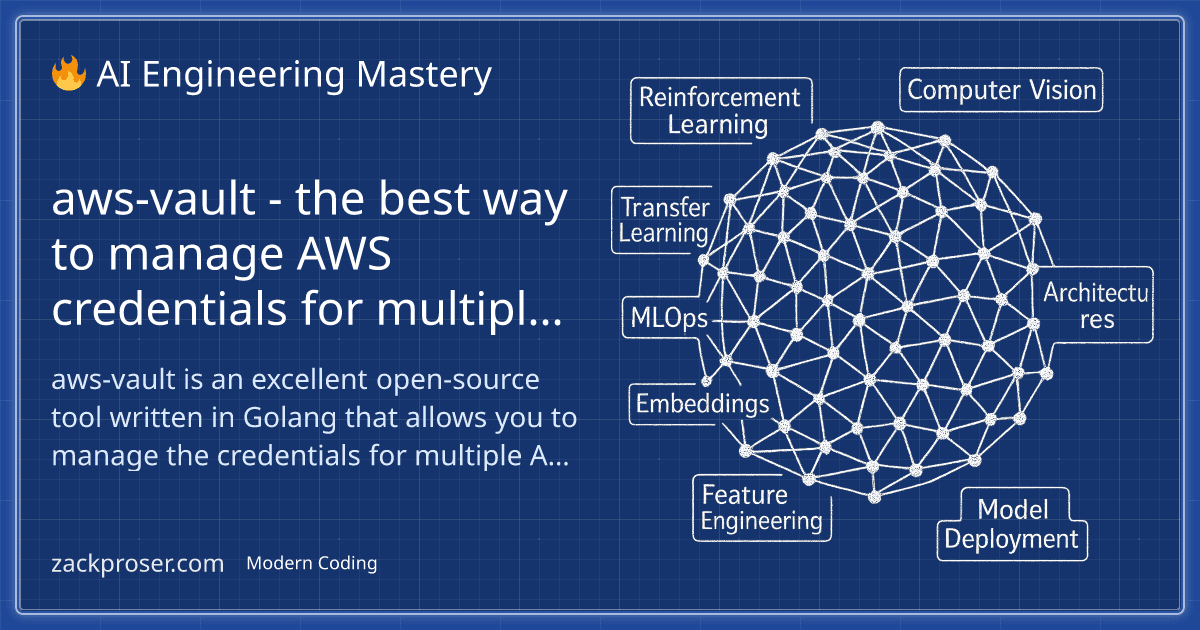 🔥 AI Engineering Mastery
aws-vault - the best way
to manage AWS
credentials for multipl...
aws-vault is an excellent open-source
tool written in Golang that allows you to
manage the credentials for multiple A...
zackproser.com Modern Coding
Reinforcement
Learning
Computer Vision
Transfer
Learning
Architectu
res
MLOps
Embeddings
Feature
Engineering
Model
Deployment